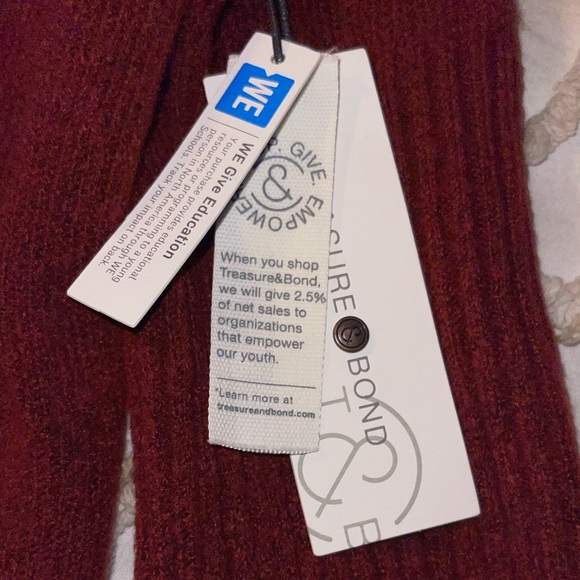 WE
WE Give Education
Your purchase provides educational
resources or programming to a young
person in North America through WE
Schools. Track your impact on back.
GIVE. EMPOWER
&
When you shop
Treasure&Bond,
we will give 2.5%
of net sales to
organizations
that empower
our youth.
*Learn more at
treasureandbond.com
SURE & BOND
T&B